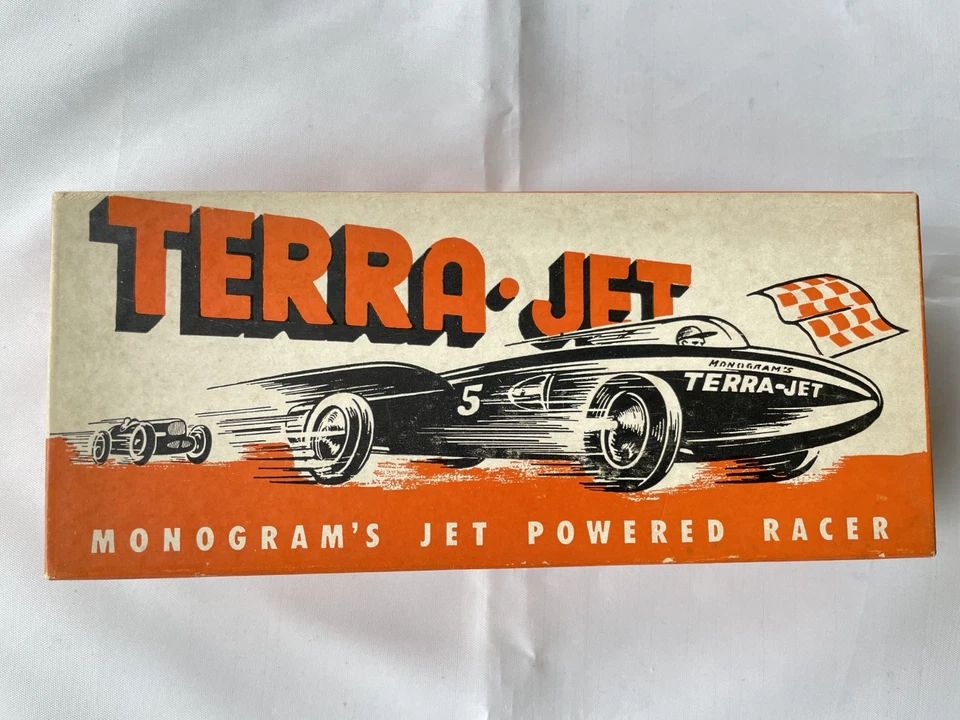 TERRA•JET
5
MONOGRAM'S
TERRA-JET
MONOGRAM'S JET POWERED RACER